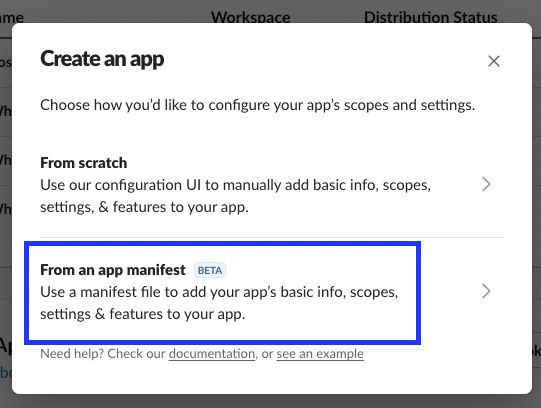 Workspace Distribution Status
Create an app
Choose how you'd like to configure your app's scopes and settings.
From scratch
Use our configuration UI to manually add basic info, scopes,
settings, & features to your app.
From an app manifest BETA
Use a manifest file to add your app's basic info, scopes,
settings & features to your app.
Need help? Check our documentation, or see an example